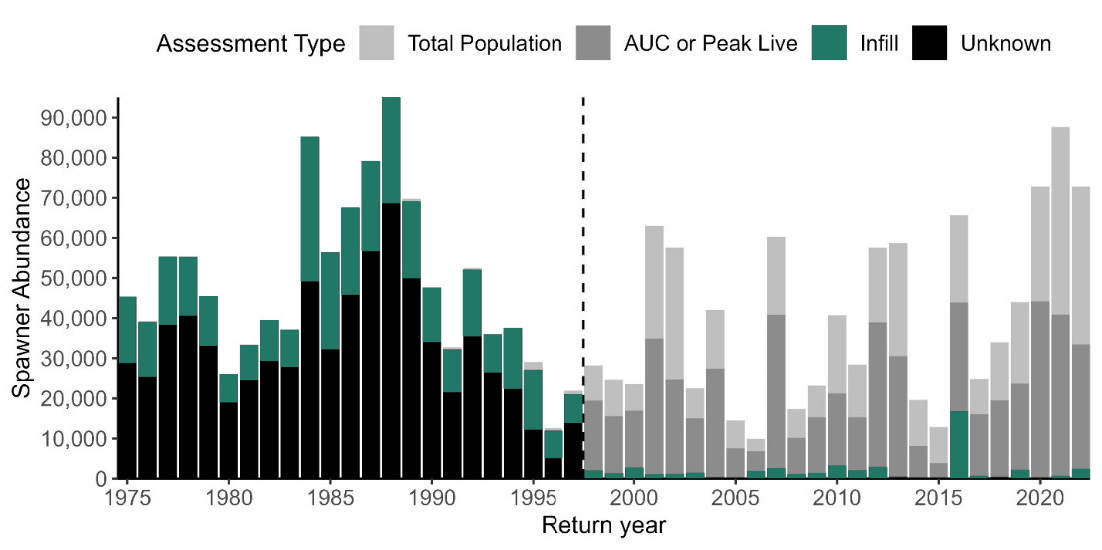 Assessment Type Total Population AUC or Peak Live Infill Unknown
Spawner Abundance
90,000
80,000
70,000
60,000
50,000
40,000
30,000
20,000
10,000
0
1975 1980 1985 1990 1995 2000 2005 2010 2015 2020
Return year